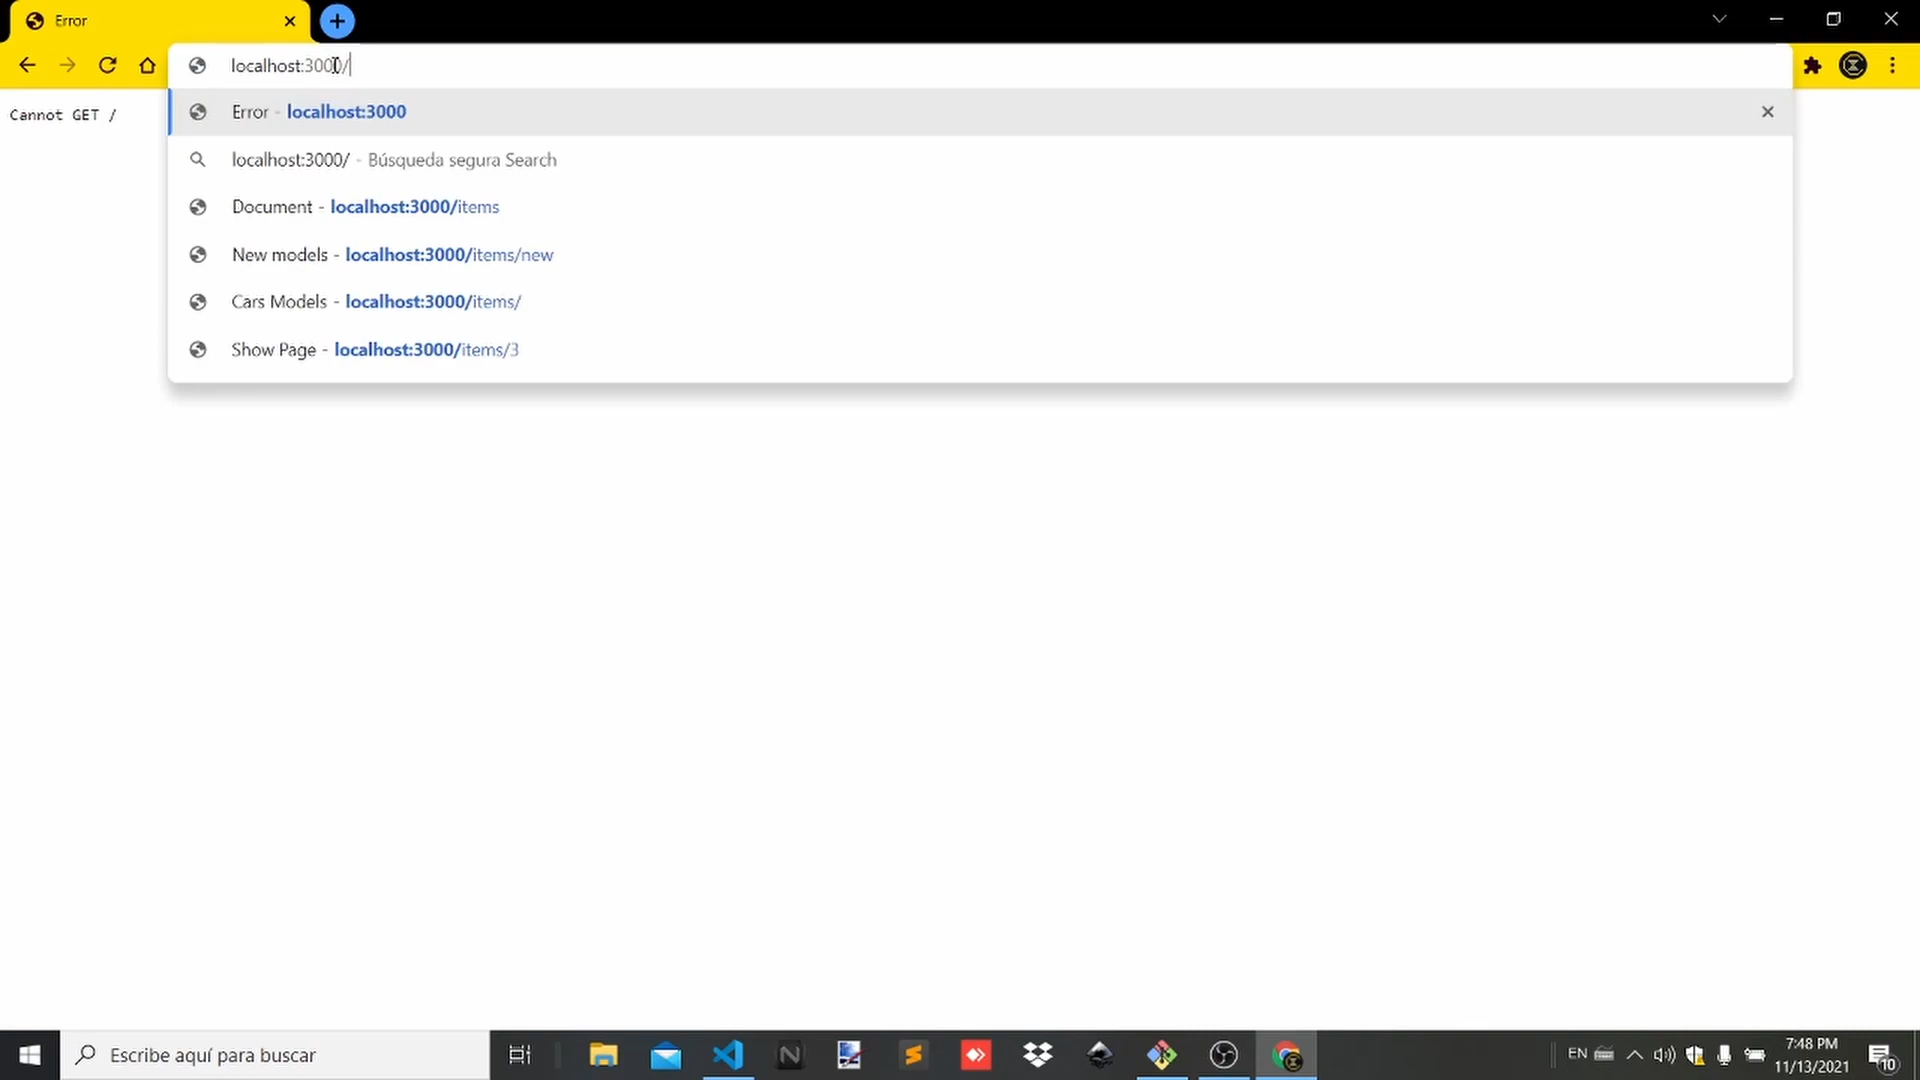 Error
localhost:3000/
Cannot GET /
Error - localhost:3000
localhost:3000/ - Búsqueda segura Search
Document - localhost:3000/items
New models - localhost:3000/items/new
Cars Models - localhost:3000/items/
Show Page - localhost:3000/items/3
Escribe aquí para buscar
EN
7:48 PM
11/13/2021
10